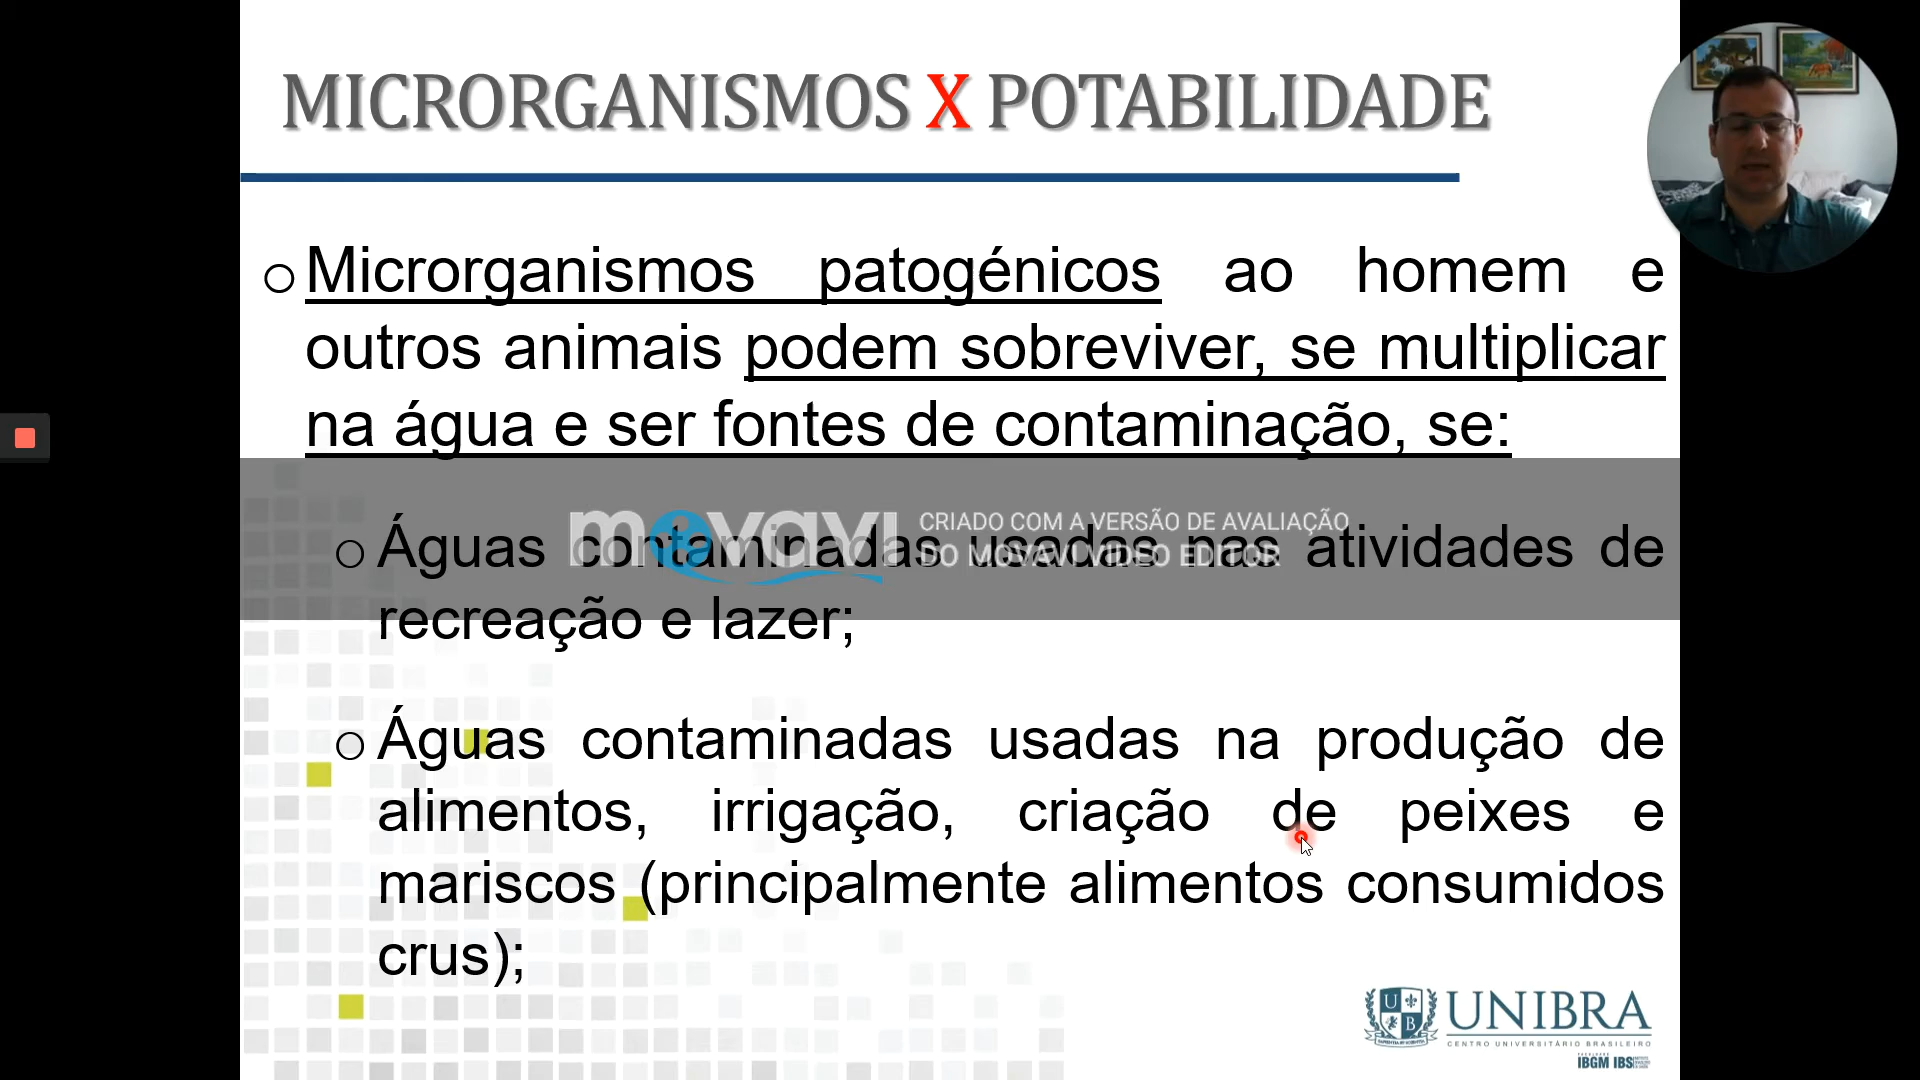 MICRORGANISMOS X POTABILIDADE
Microrganismos patogénicos ao homem e
outros animais podem sobreviver, se multiplicar
na água e ser fontes de contaminação, se:
movavi
CRIADO COM A VERSÃO DE AVALIAÇÃO
DO MOVAVI VIDEO EDITOR
Águas contaminadas usadas nas atividades de
recreação e lazer;
Águas contaminadas usadas na produção de
alimentos, irrigação, criação de peixes e
mariscos (principalmente alimentos consumidos
crus);
U
B
UNIBRA
CENTRO UNIVERSITÁRIO BRASILEIRO
IBGM IBS